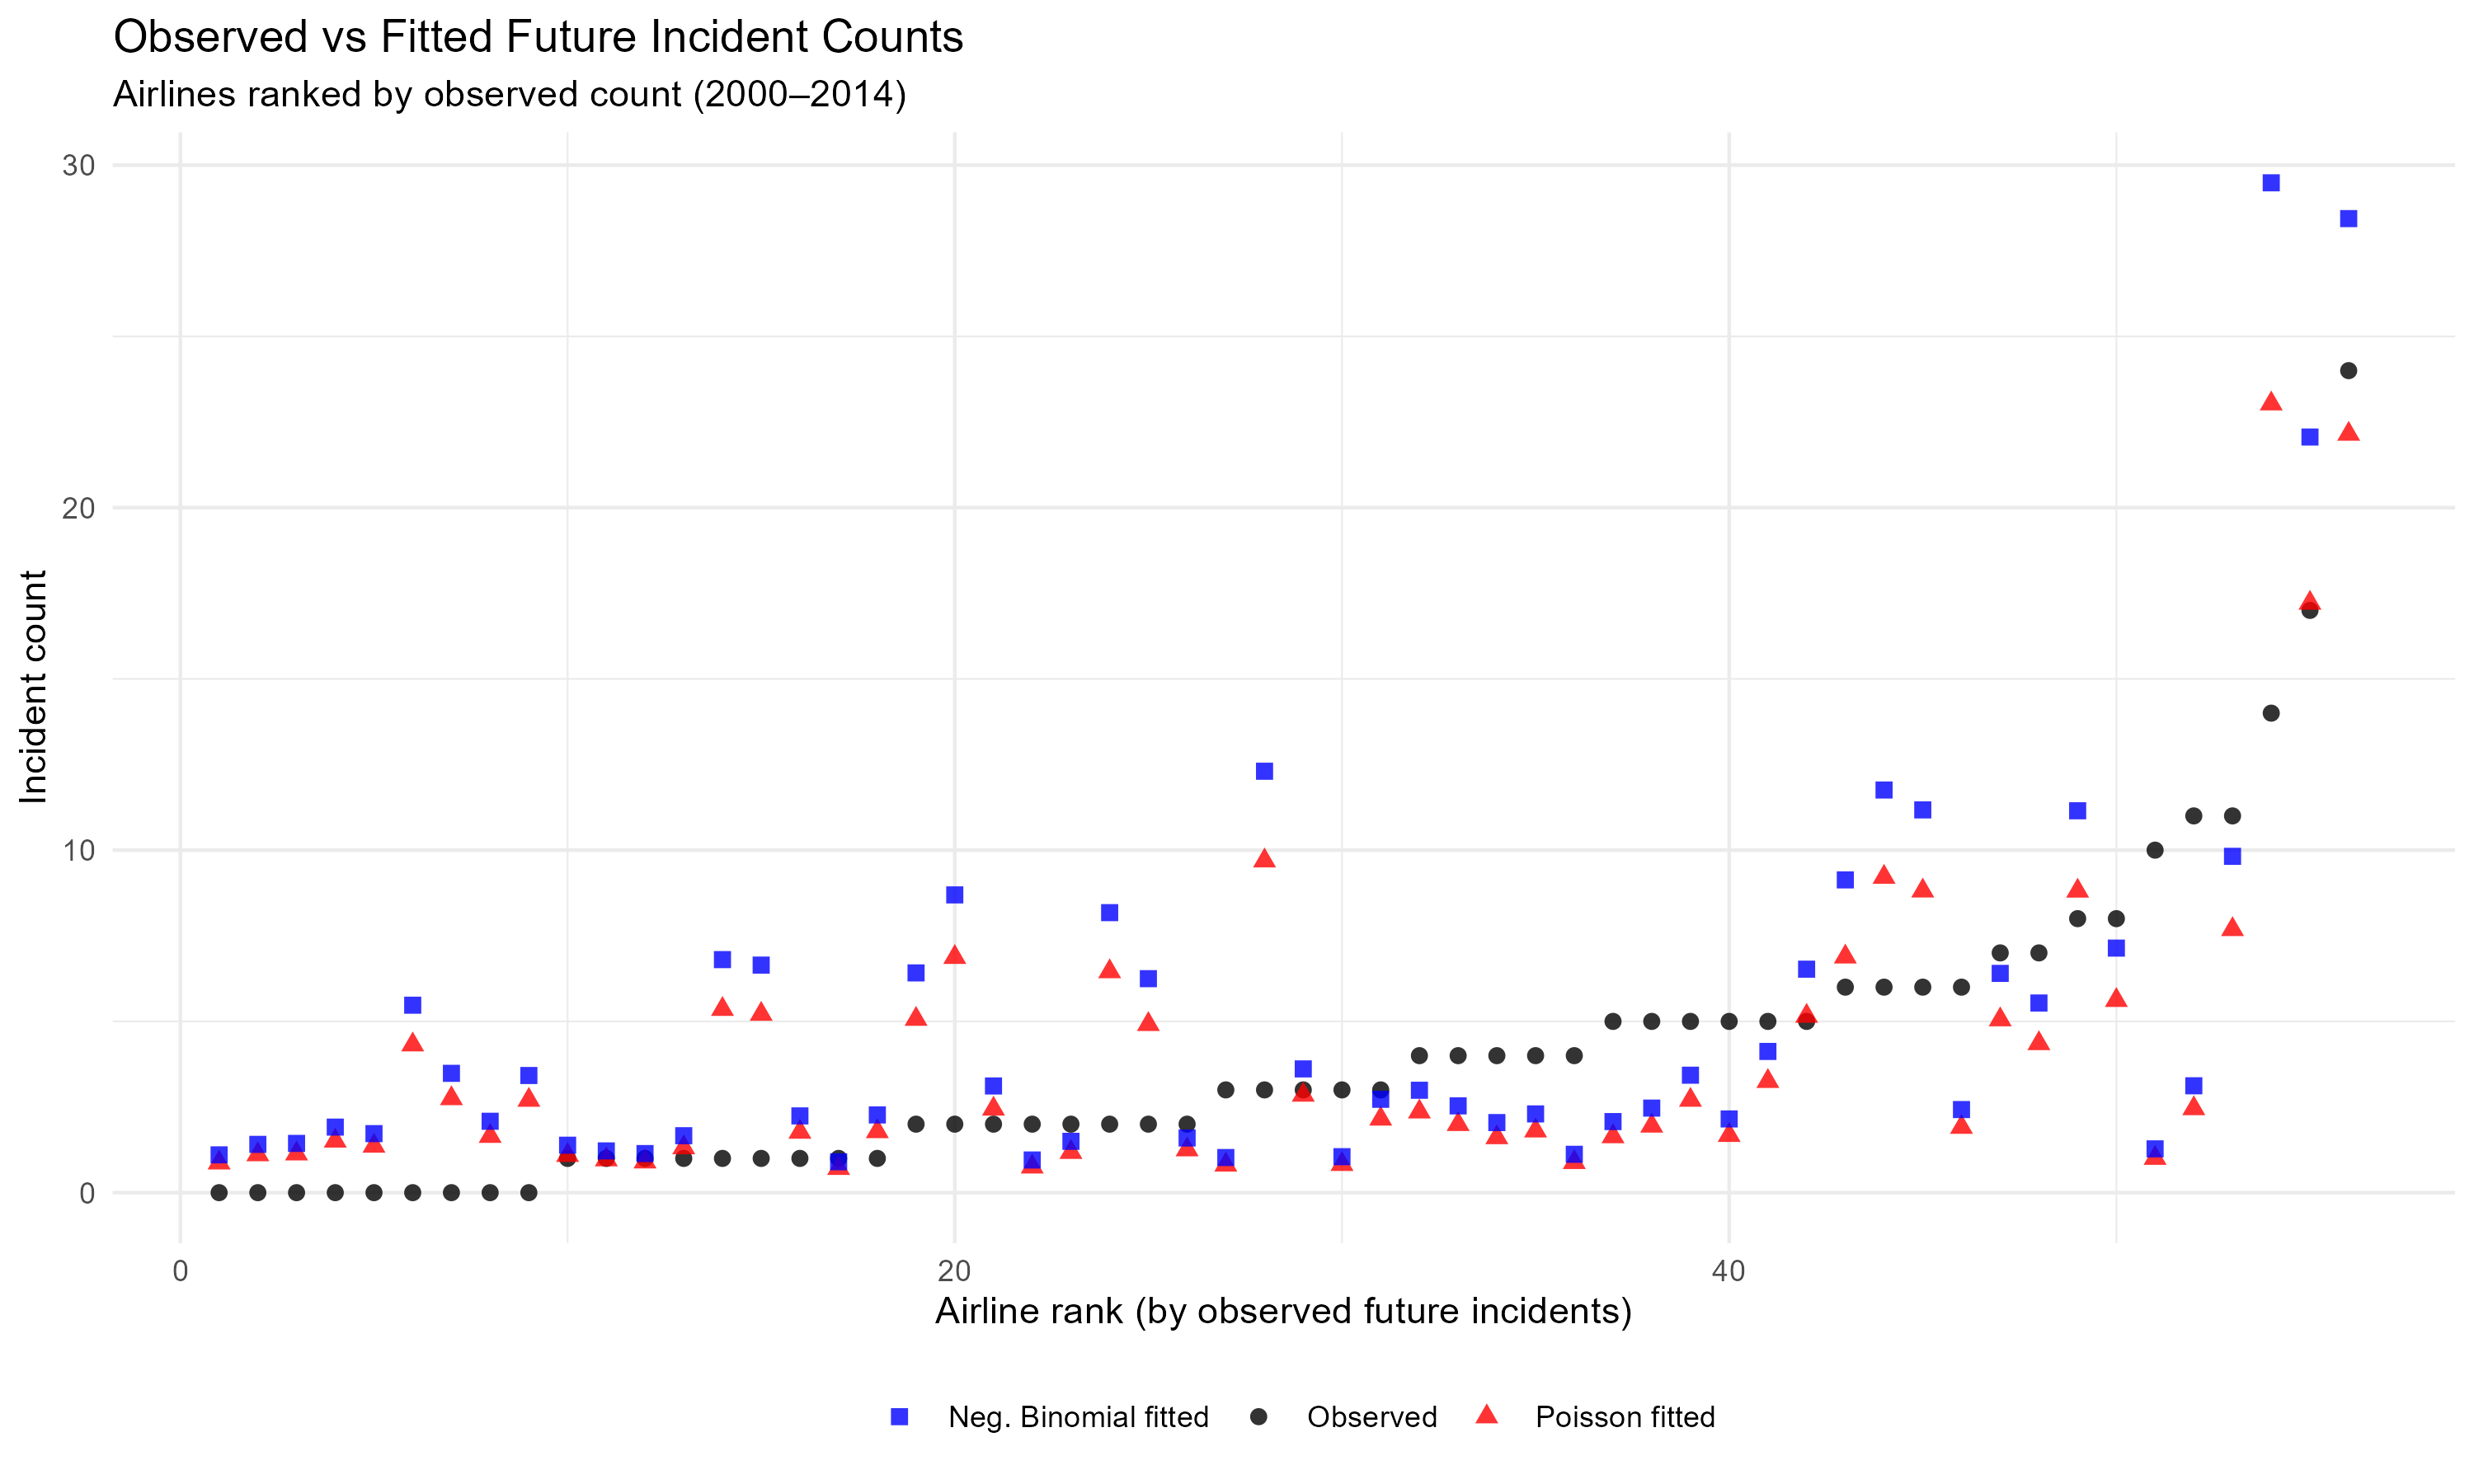 Observed vs Fitted Future Incident Counts
Airlines ranked by observed count (2000–2014)
Incident count
30
20
10
0
0
20
40
Airline rank (by observed future incidents)
Neg. Binomial fitted
Observed
Poisson fitted